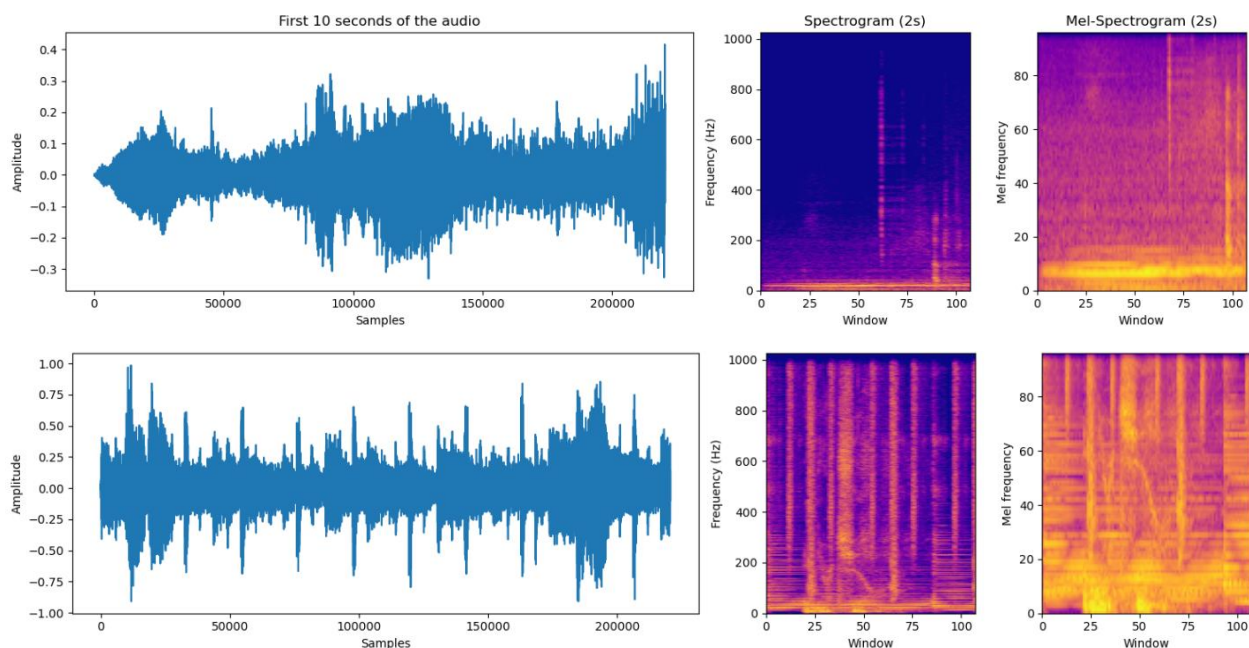 First 10 seconds of the audio
Spectrogram (2s)
Mel-Spectrogram (2s)
0.4
0.3
0.2
0.1
0.0
−0.1
−0.2
−0.3
Amplitude
0 50000 100000 150000 200000
Samples
1000
800
600
400
200
0
Frequency (Hz)
0 25 50 75 100
Window
80
60
40
20
0
Mel frequency
0 25 50 75 100
Window
1.00
0.75
0.50
0.25
0.00
−0.25
−0.50
−0.75
−1.00
Amplitude
0 50000 100000 150000 200000
Samples
1000
800
600
400
200
0
Frequency (Hz)
0 25 50 75 100
Window
80
60
40
20
0
Mel frequency
0 25 50 75 100
Window